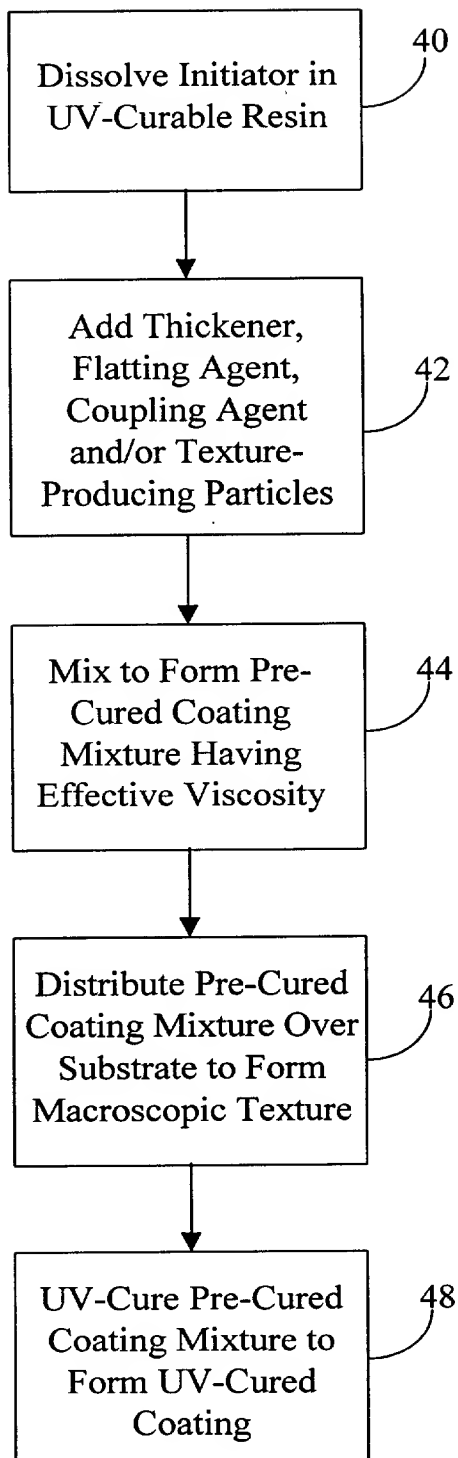 Dissolve Initiator in
UV-Curable Resin
40
Add Thickener,
Flatting Agent,
Coupling Agent
and/or Texture-
Producing Particles
42
Mix to Form Pre-
Cured Coating
Mixture Having
Effective Viscosity
44
Distribute Pre-Cured
Coating Mixture Over
Substrate to Form
Macroscopic Texture
46
UV-Cure Pre-Cured
Coating Mixture to
Form UV-Cured
Coating
48